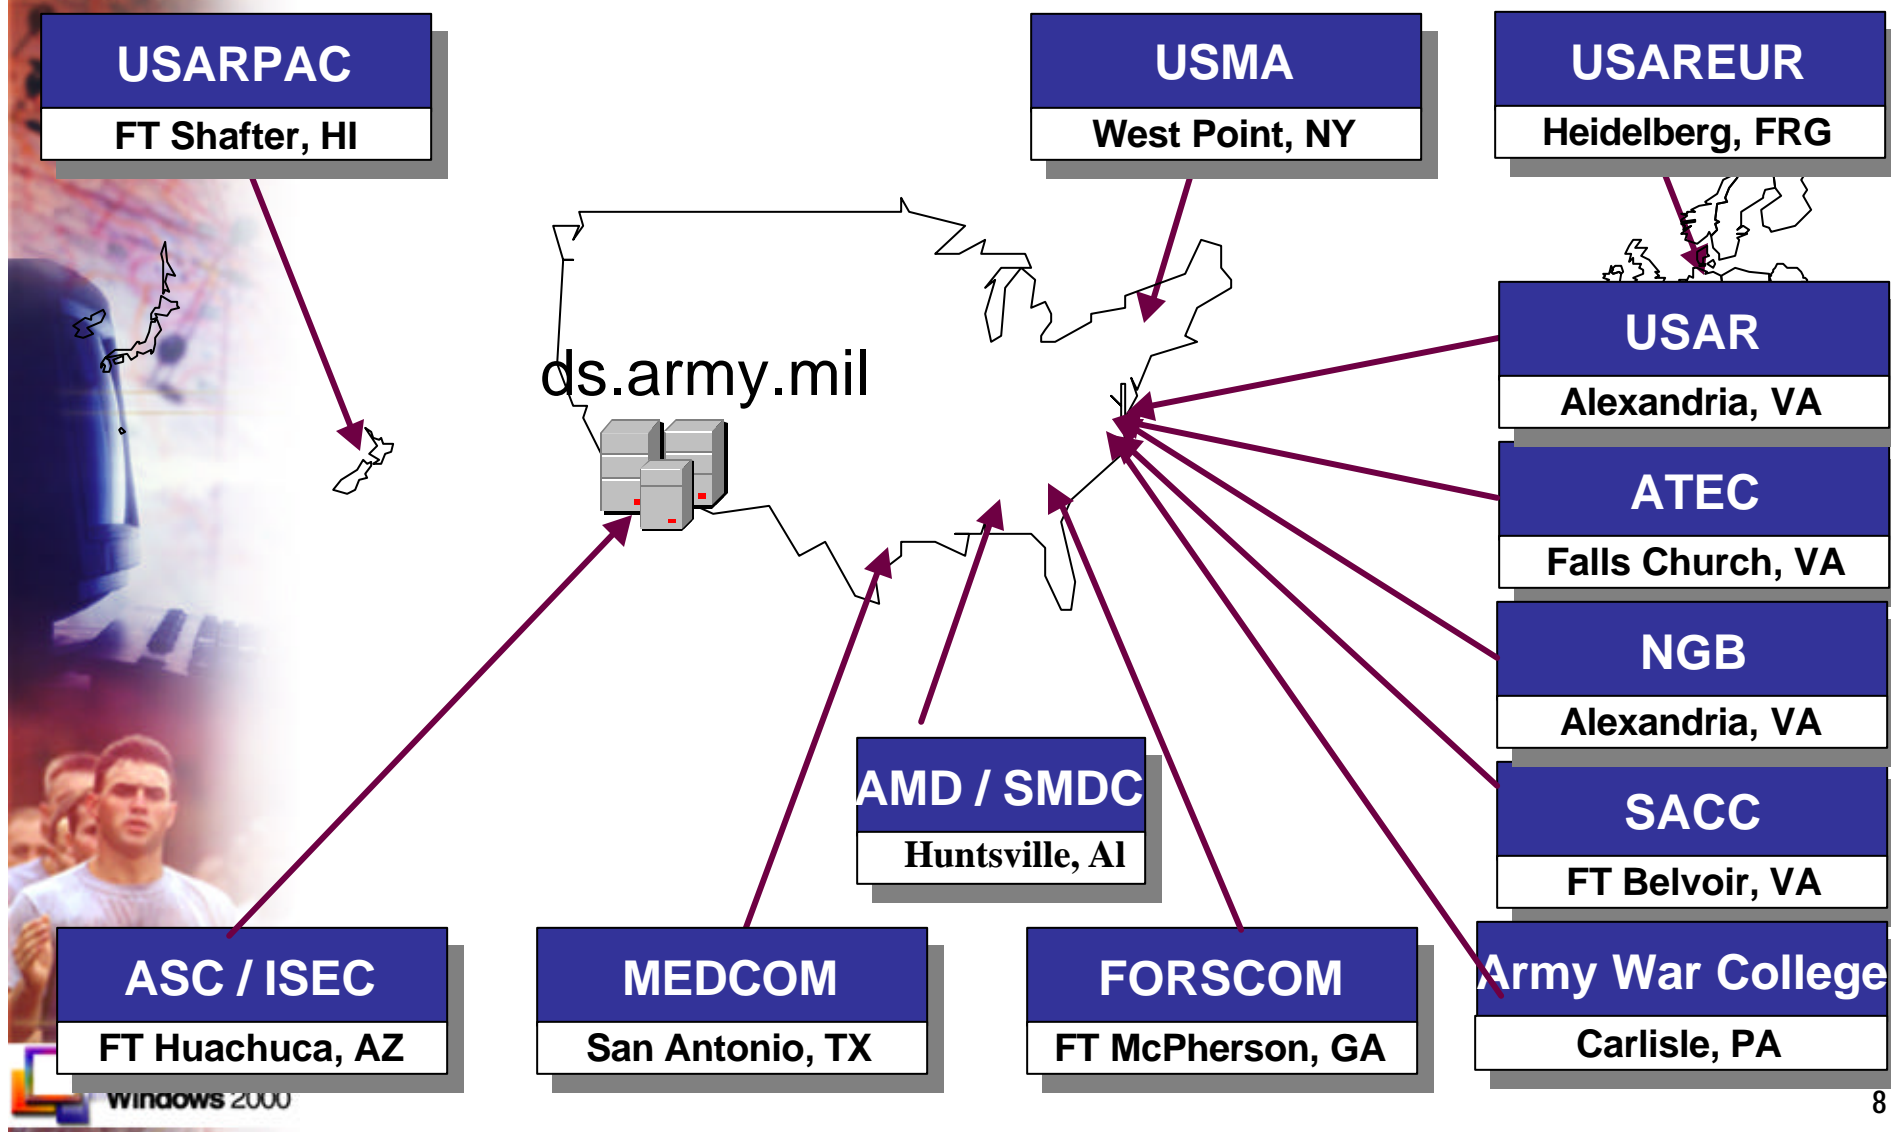 USARPAC
FT Shafter, HI
USMA
West Point, NY
USAREUR
Heidelberg, FRG
ds.army.mil
USAR
Alexandria, VA
ATEC
Falls Church, VA
NGB
Alexandria, VA
AMD / SMDC
Huntsville, Al
SACC
FT Belvoir, VA
ASC / ISEC
FT Huachuca, AZ
MEDCOM
San Antonio, TX
FORSCOM
FT McPherson, GA
Army War College
Carlisle, PA
Windows 2000
8